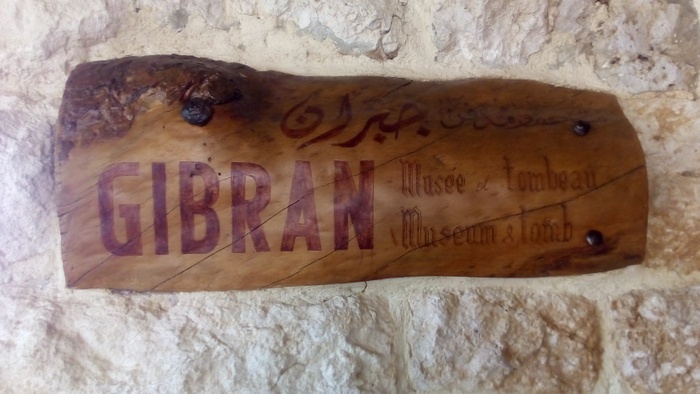 جبران
GIBRAN
Musée et tombeau
Museum & tomb